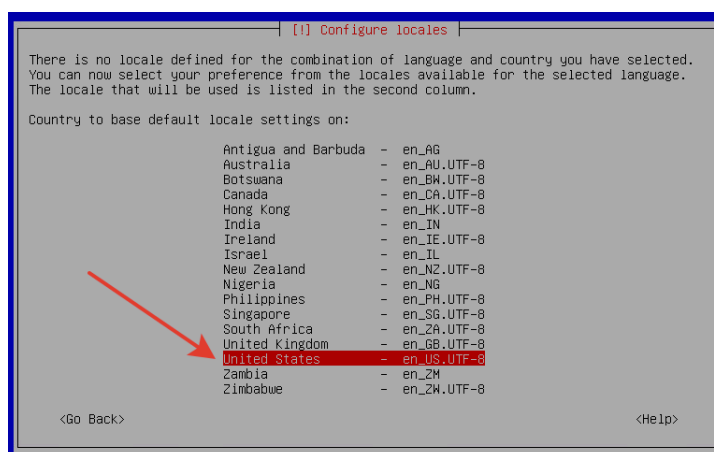 [!] Configure locales
There is no locale defined for the combination of language and country you have selected.
You can now select your preference from the locales available for the selected language.
The locale that will be used is listed in the second column.
Country to base default locale settings on:
Antigua and Barbuda - en_AG
Australia - en_AU.UTF-8
Botswana - en_BW.UTF-8
Canada - en_CA.UTF-8
Hong Kong - en_HK.UTF-8
India - en_IN
Ireland - en_IE.UTF-8
Israel - en_IL
New Zealand - en_NZ.UTF-8
Nigeria - en_NG
Philippines - en_PH.UTF-8
Singapore - en_SG.UTF-8
South Africa - en_ZA.UTF-8
United Kingdom - en_GB.UTF-8
United States - en_US.UTF-8
Zambia - en_ZM
Zimbabwe - en_ZW.UTF-8
<Go Back> <Help>